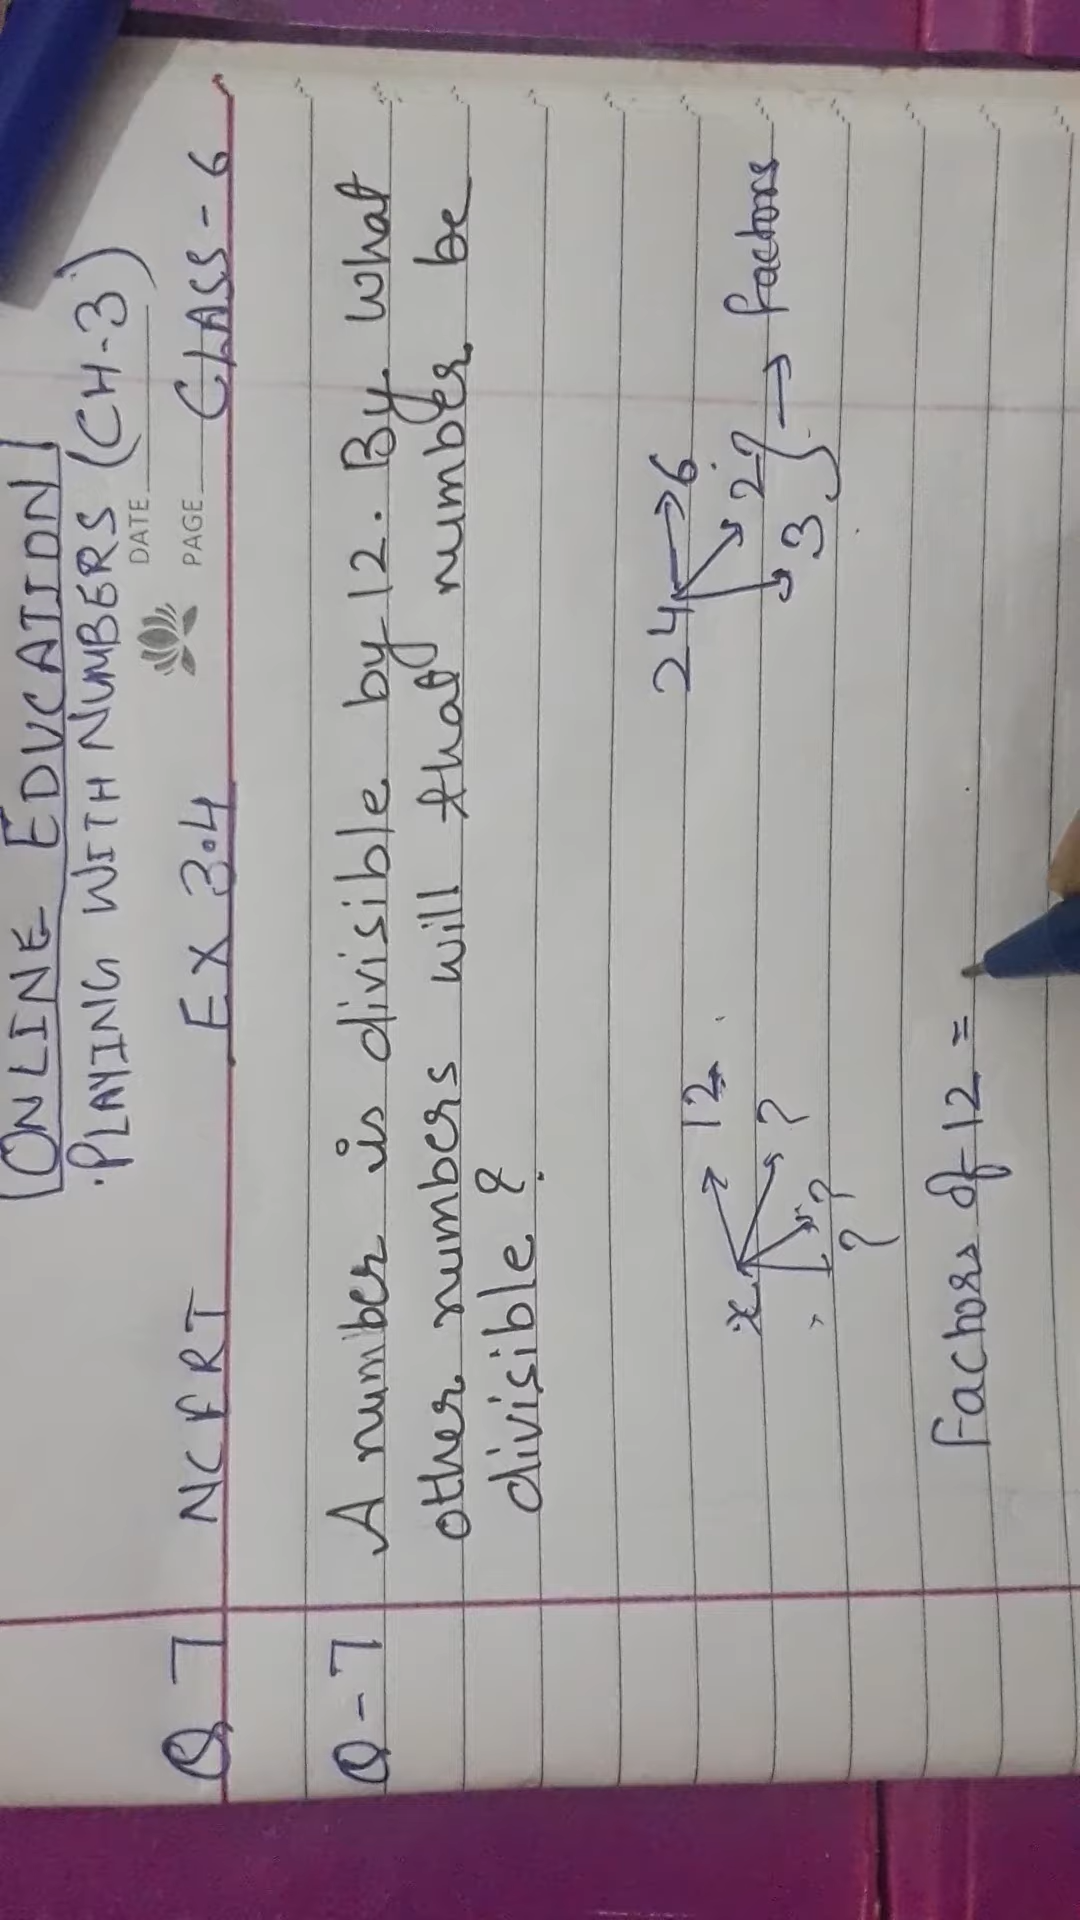 ONLINE EDUCATION
PLAYING WITH NUMBERS (CH-3)
DATE
PAGE
Q 7 NCERT EX 3.4 CLASS-6
Q-7 A number is divisible by 12. By what
other numbers will that number be
divisible ?
x 12 ? ? ?
24 6 2 3 → factors
Factors of 12 =